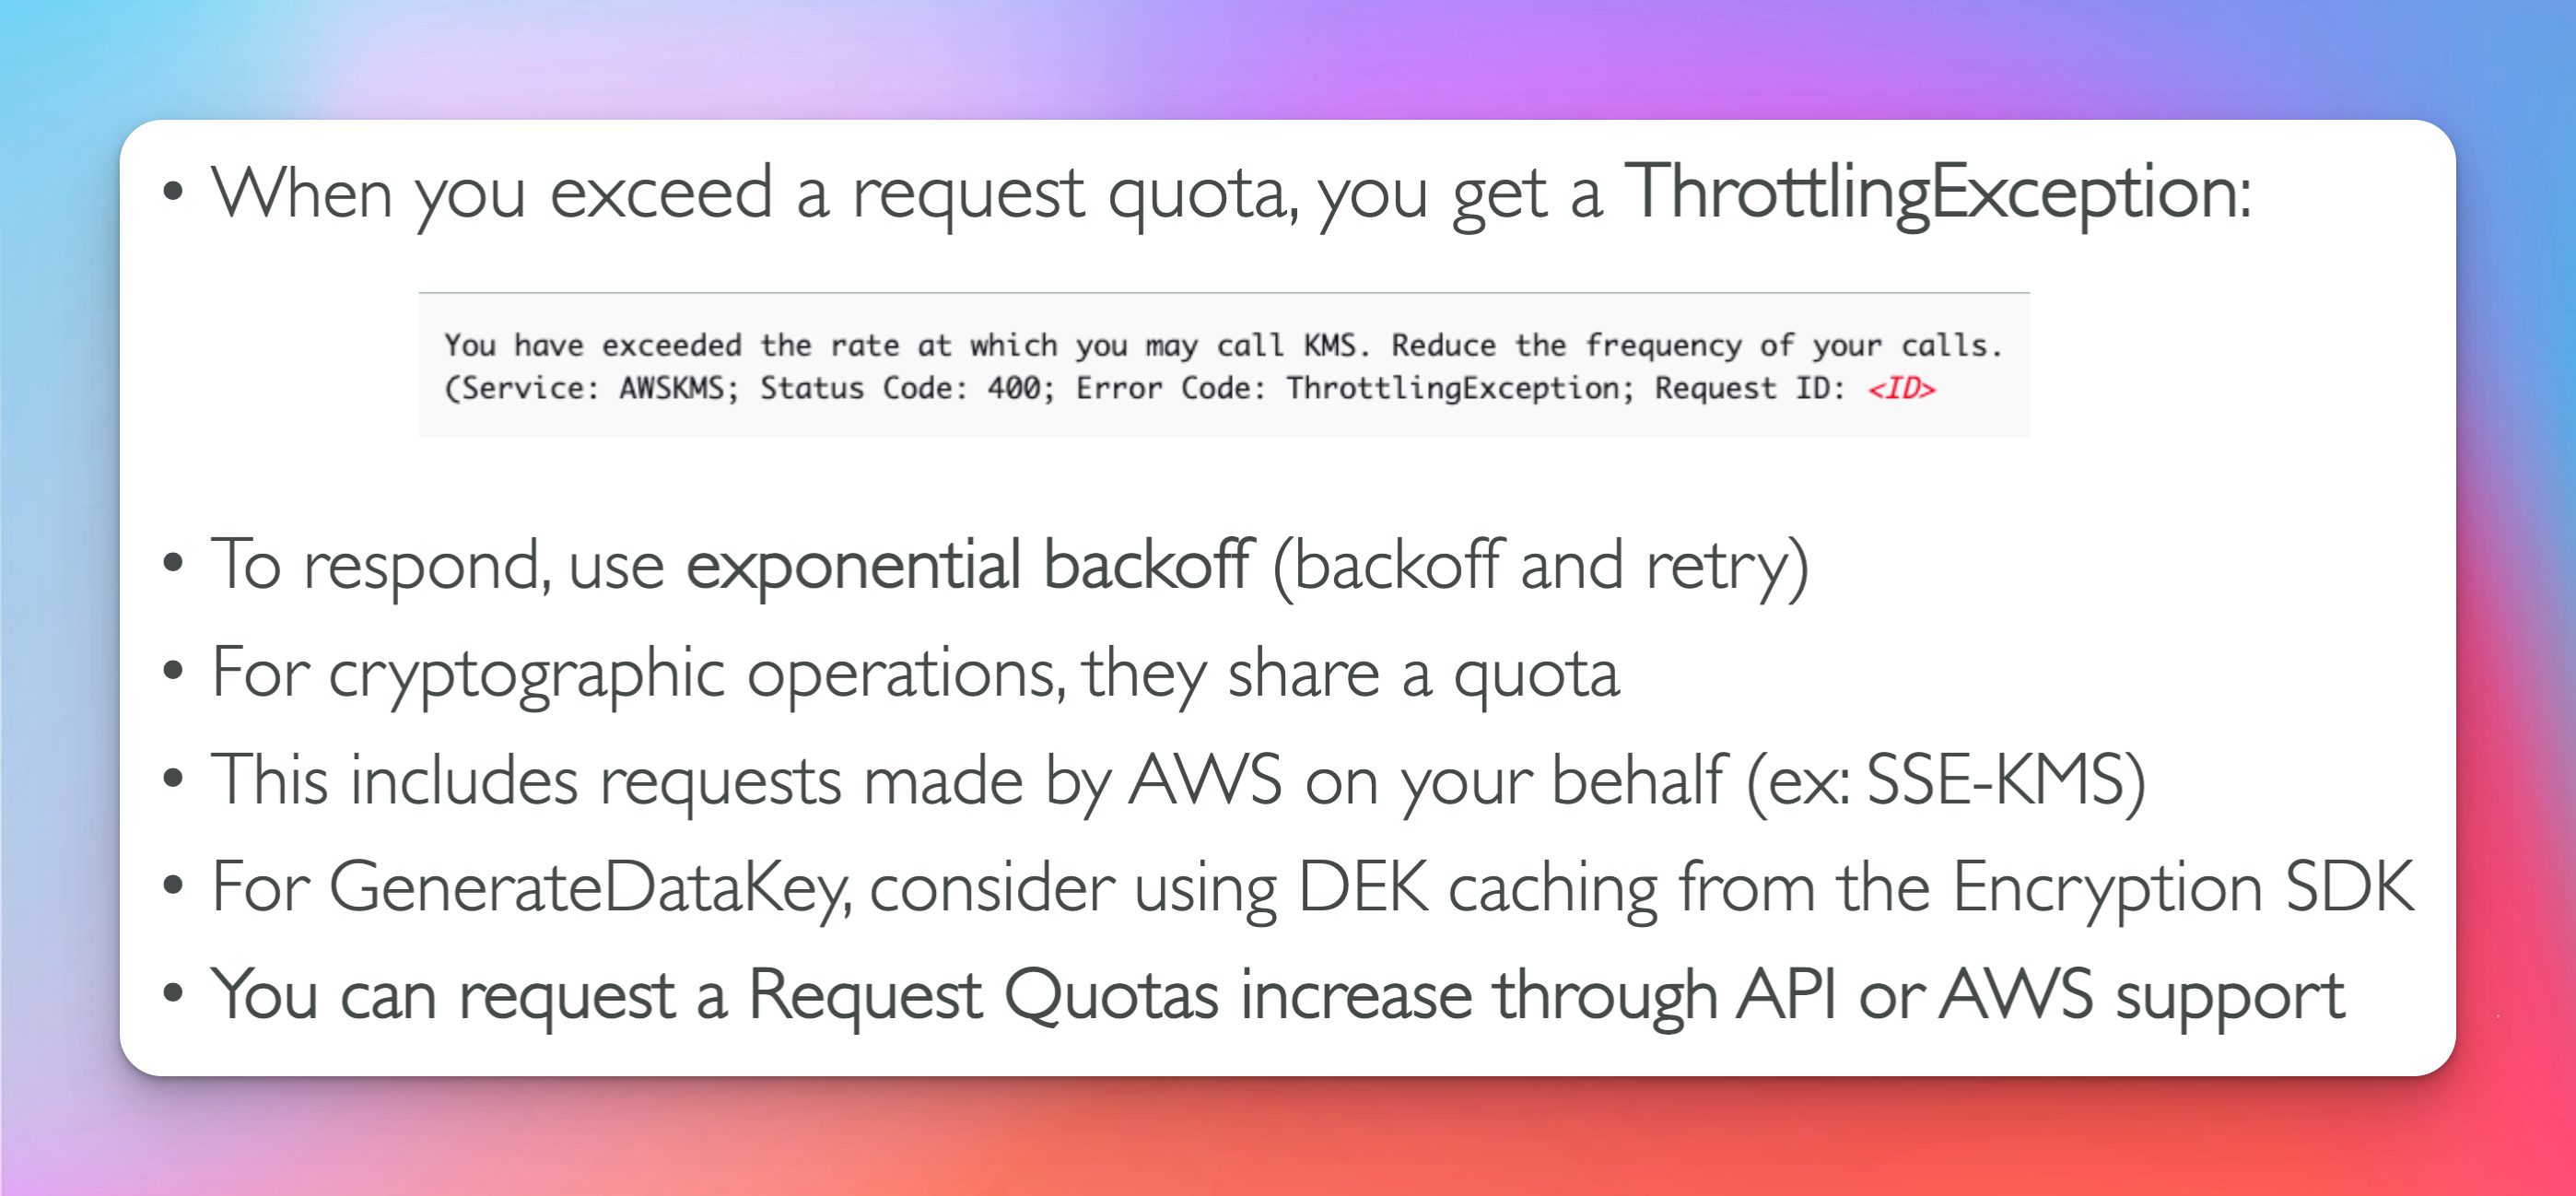 • When you exceed a request quota, you get a ThrottlingException:
You have exceeded the rate at which you may call KMS. Reduce the frequency of your calls.
(Service: AWSKMS; Status Code: 400; Error Code: ThrottlingException; Request ID: <ID>
• To respond, use exponential backoff (backoff and retry)
• For cryptographic operations, they share a quota
• This includes requests made by AWS on your behalf (ex: SSE-KMS)
• For GenerateDataKey, consider using DEK caching from the Encryption SDK
• You can request a Request Quotas increase through API or AWS support